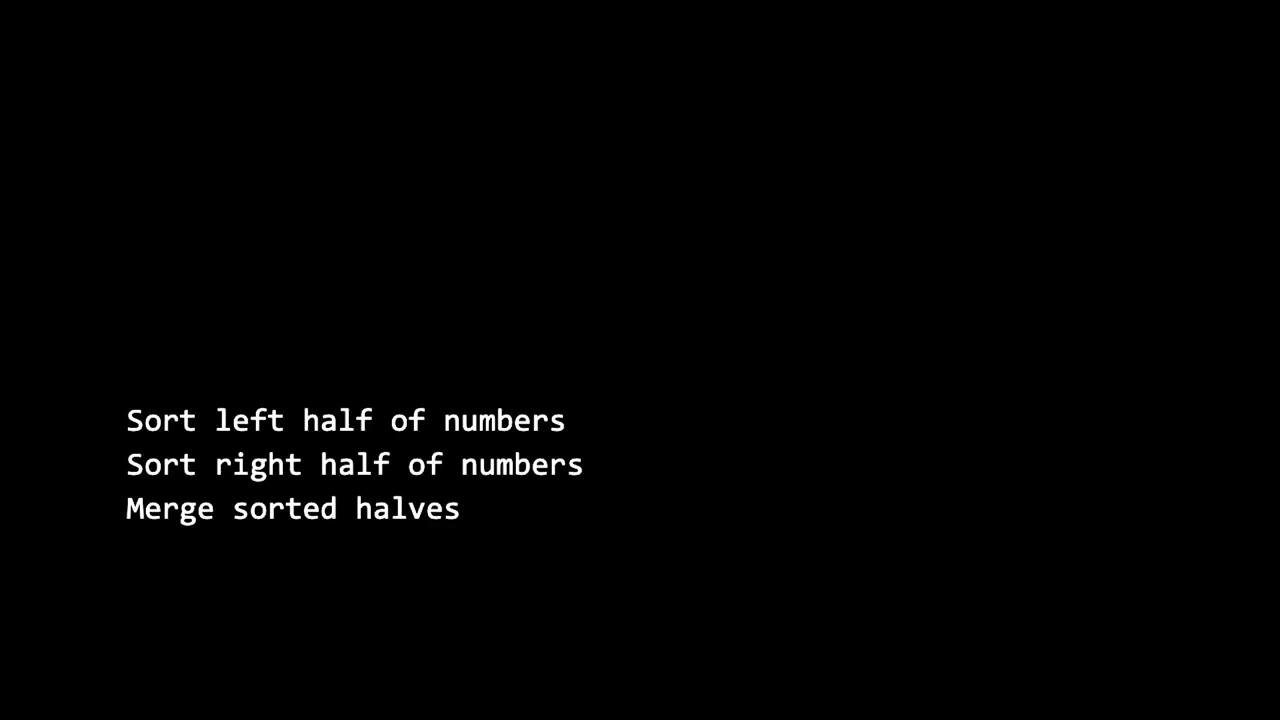 Sort left half of numbers
Sort right half of numbers
Merge sorted halves